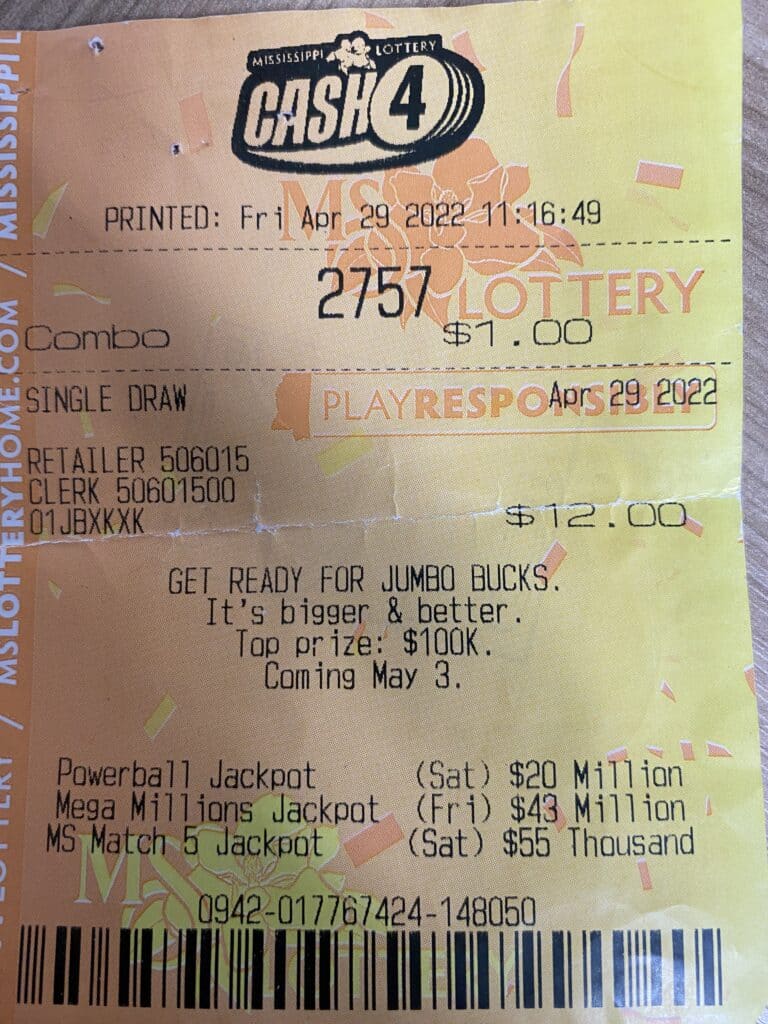 MISSISSIPPI LOTTERY
CASH 4
PRINTED: Fri Apr 29 2022 11:16:49
2757
MS LOTTERY
Combo $1.00
SINGLE DRAW Apr 29 2022
PLAYRESPONSIBLY
RETAILER 506015
CLERK 50601500
01JBXKXK $12.00
GET READY FOR JUMBO BUCKS.
It's bigger & better.
Top prize: $100K.
Coming May 3.
Powerball Jackpot (Sat) $20 Million
Mega Millions Jackpot (Fri) $43 Million
MS Match 5 Jackpot (Sat) $55 Thousand
MS LOTTERY
0942-017767424-148050
LOTTERY / MSLOTTERYHOME.COM / MISSISSIPPI L